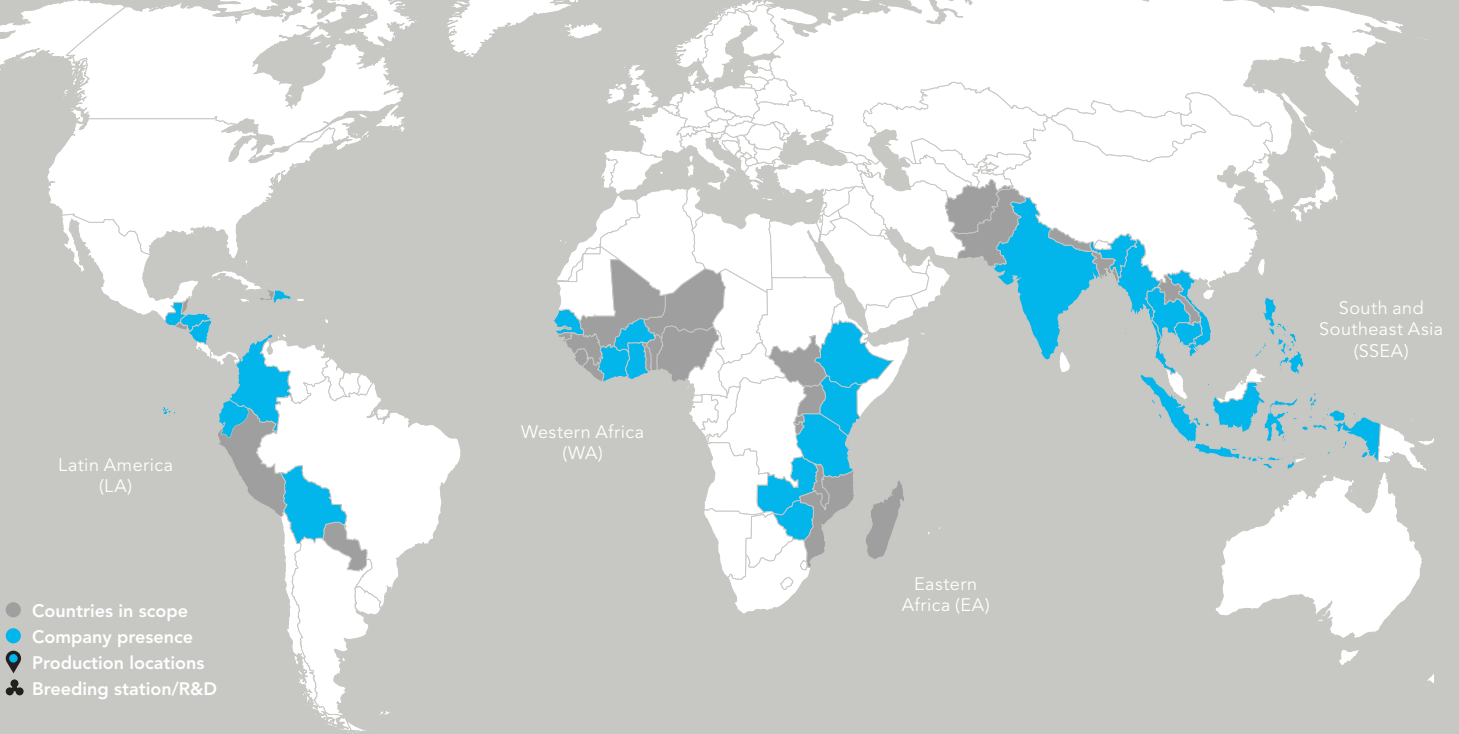 South and
Southeast Asia
(SSEA)
Western Africa
(WA)
Latin America
(LA)
Eastern
Africa (EA)
Countries in scope
Company presence
Production locations
Breeding station/R&D